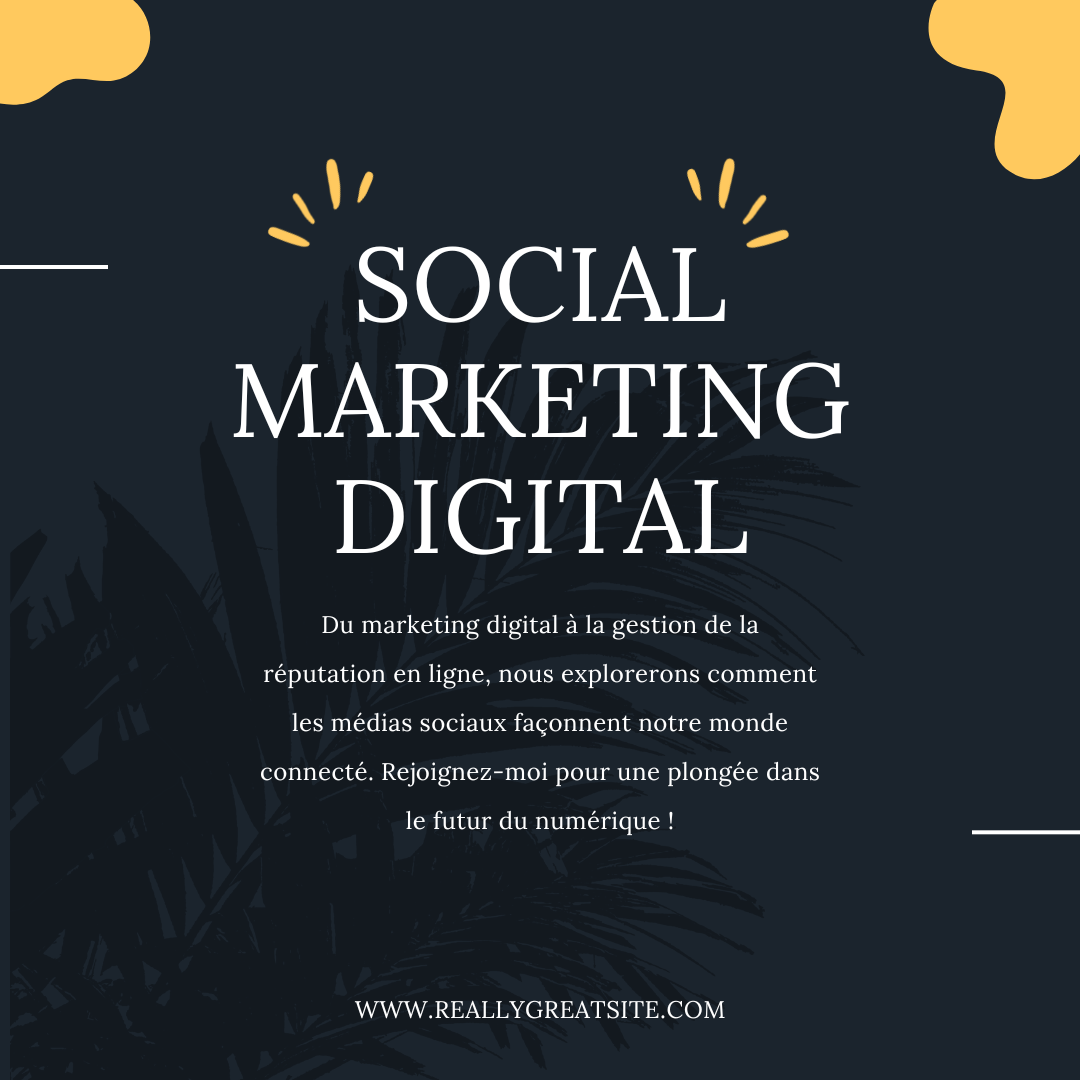 SOCIAL
MARKETING
DIGITAL
Du marketing digital à la gestion de la
réputation en ligne, nous explorerons comment
les médias sociaux façonnent notre monde
connecté. Rejoignez-moi pour une plongée dans
le futur du numérique !
WWW.REALLYGREATSITE.COM